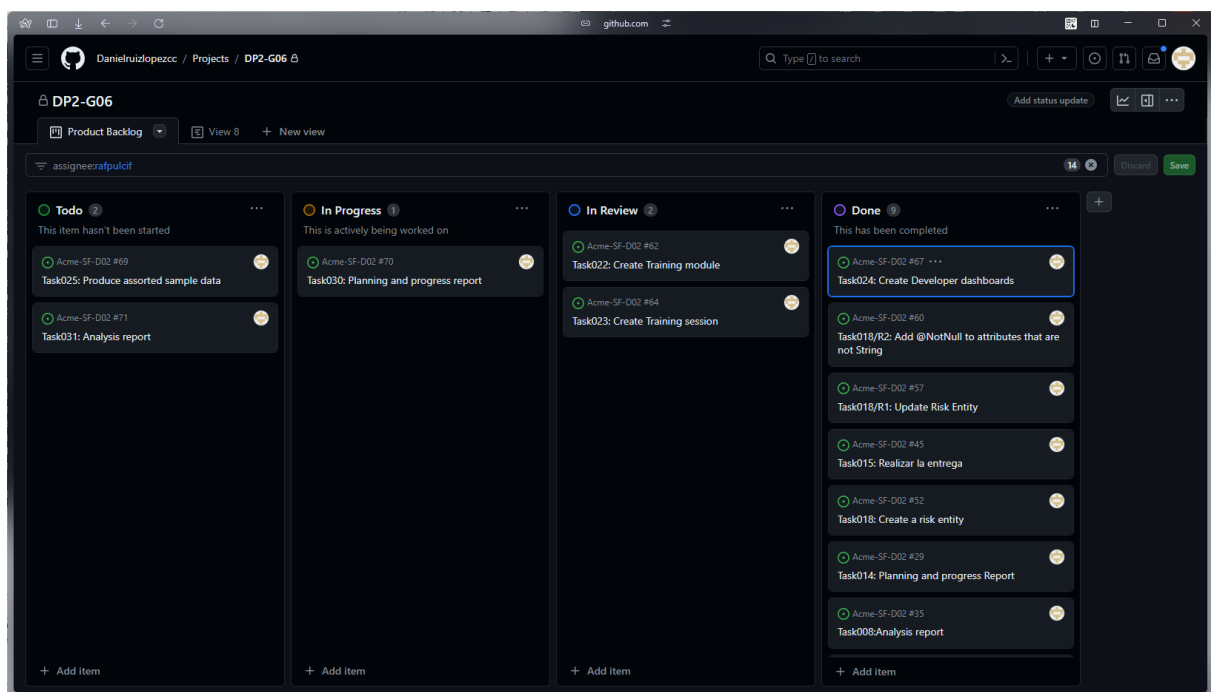 github.com
Danielruizlopezcc / Projects / DP2-G06
Type / to search
DP2-G06
Add status update
Product Backlog
View 8
+ New view
assignee:rafpulcif
14
Discard
Save
Todo 2
This item hasn't been started
Acme-SF-D02 #69
Task025: Produce assorted sample data
Acme-SF-D02 #71
Task031: Analysis report
+ Add item
In Progress 1
This is actively being worked on
Acme-SF-D02 #70
Task030: Planning and progress report
+ Add item
In Review 2
Acme-SF-D02 #62
Task022: Create Training module
Acme-SF-D02 #64
Task023: Create Training session
+ Add item
Done 9
This has been completed
Acme-SF-D02 #67
Task024: Create Developer dashboards
Acme-SF-D02 #60
Task018/R2: Add @NotNull to attributes that are
not String
Acme-SF-D02 #57
Task018/R1: Update Risk Entity
Acme-SF-D02 #45
Task015: Realizar la entrega
Acme-SF-D02 #52
Task018: Create a risk entity
Acme-SF-D02 #29
Task014: Planning and progress Report
Acme-SF-D02 #35
Task008:Analysis report
+ Add item